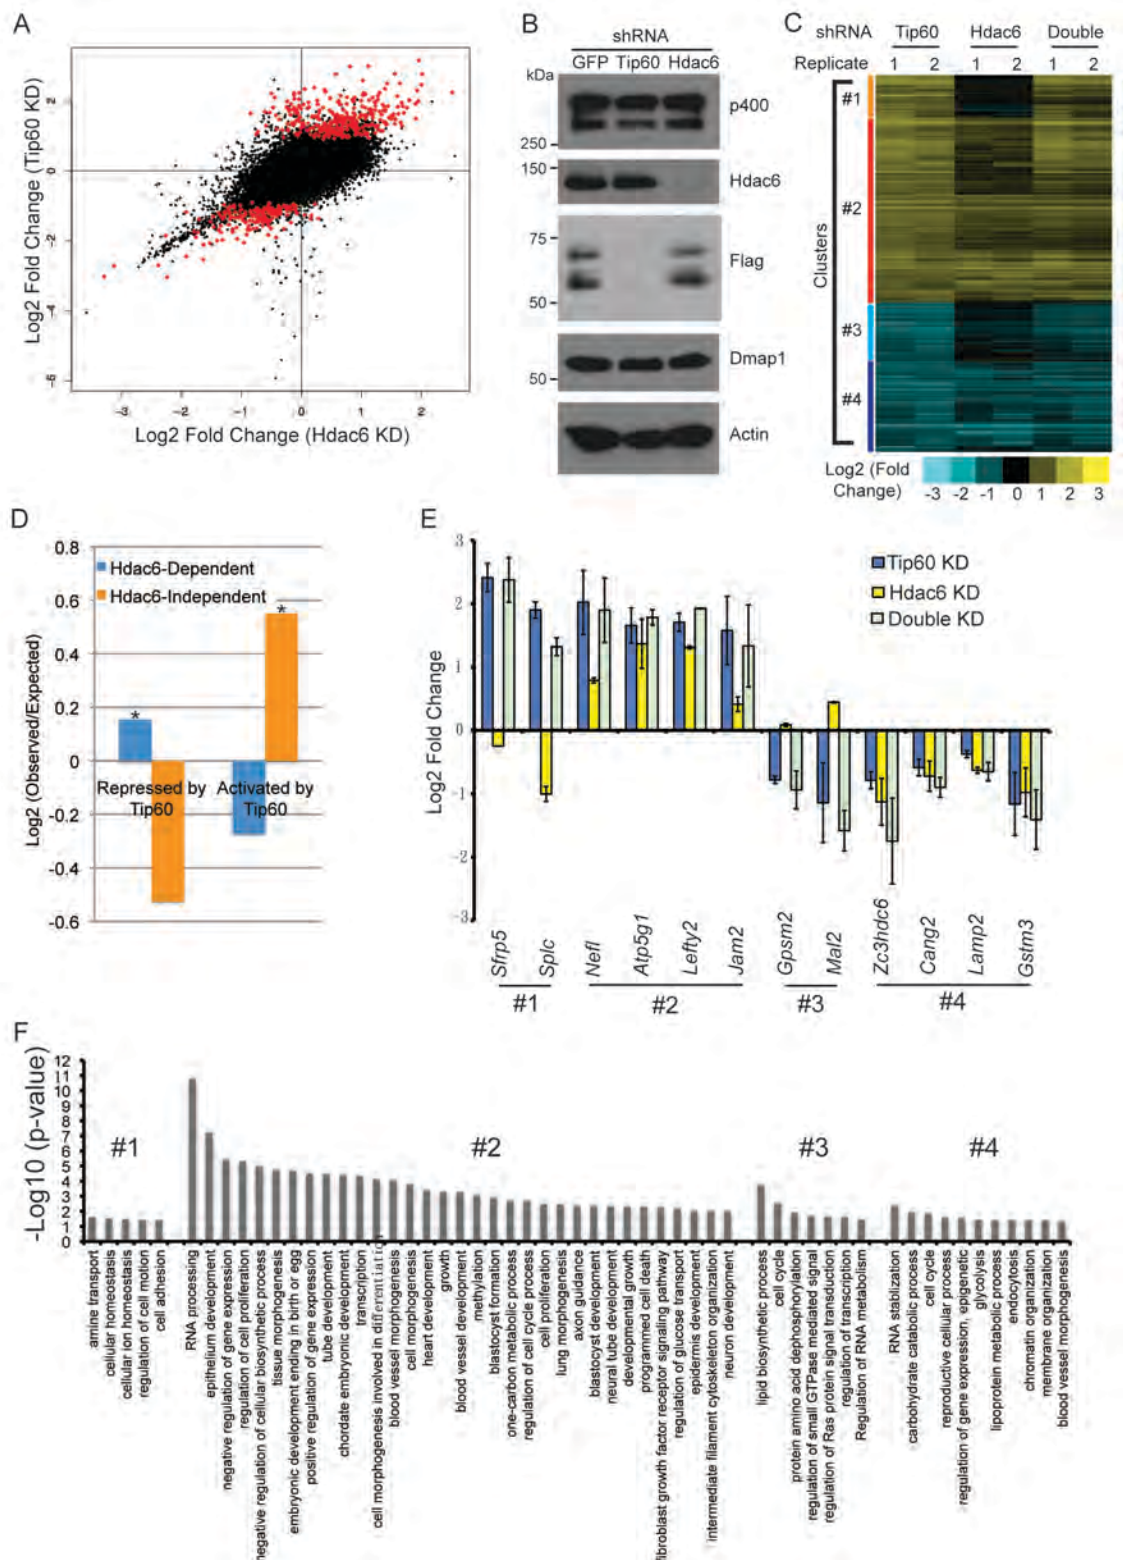 A
Log2 Fold Change (Tip60 KD)
2
0
-2
-4
-6
-3
-2
-1
0
1
2
Log2 Fold Change (Hdac6 KD)
B
shRNA
GFP Tip60 Hdac6
kDa
250
150
75
50
50
p400
Hdac6
Flag
Dmap1
Actin
C
shRNA Tip60 Hdac6 Double
Replicate 1 2 1 2 1 2
Clusters
#1
#2
#3
#4
Log2 (Fold Change)
-3 -2 -1 0 1 2 3
D
Log2 (Observed/Expected)
0.8
0.6
0.4
0.2
0
-0.2
-0.4
-0.6
Hdac6-Dependent
Hdac6-Independent
*
*
Repressed by Tip60
Activated by Tip60
E
Log2 Fold Change
3
2
1
0
-1
-2
-3
Tip60 KD
Hdac6 KD
Double KD
Sfrp5
Splc
Nefl
Atp5g1
Lefty2
Jam2
Gpsm2
Mal2
Zc3hdc6
Cang2
Lamp2
Gstm3
#1
#2
#3
#4
F
-Log10 (p-value)
12
11
10
9
8
7
6
5
4
3
2
1
0
#1
#2
#3
#4
amine transport
cellular homeostasis
cellular ion homeostasis
regulation of cell motion
cell adhesion
RNA processing
epithelium development
negative regulation of gene expression
regulation of cell proliferation
negative regulation of cellular biosynthetic process
tissue morphogenesis
embryonic development ending in birth or egg
positive regulation of gene expression
tube development
chordate embryonic development
transcription
cell morphogenesis involved in differentiation
blood vessel morphogenesis
cell morphogenesis
heart development
growth
blood vessel development
methylation
blastocyst formation
one-carbon metabolic process
regulation of cell cycle process
cell proliferation
lung morphogenesis
axon guidance
blastocyst development
neural tube development
developmental growth
programmed cell death
fibroblast growth factor receptor signaling pathway
regulation of glucose transport
epidermis development
intermediate filament cytoskeleton organization
neuron development
lipid biosynthetic process
cell cycle
protein amino acid dephosphorylation
regulation of small GTPase mediated signal
regulation of Ras protein signal transduction
regulation of transcription
Regulation of RNA metabolism
RNA stablization
carbohydrate catabolic process
cell cycle
reproductive cellular process
regulation of gene expression, epigenetic
glycolysis
lipoprotein metabolic process
endocytosis
chromatin organization
membrane organization
blood vessel morphogenesis